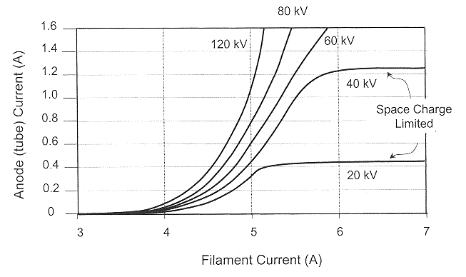 80 kV
1.6
120 kV
60 kV
1.4
1.2
40 kV
1.0
Space Charge
Limited
0.8
0.6
0.4
20 kV
0.2
0
3
4
5
6
7
Anode (tube) Current (A)
Filament Current (A)